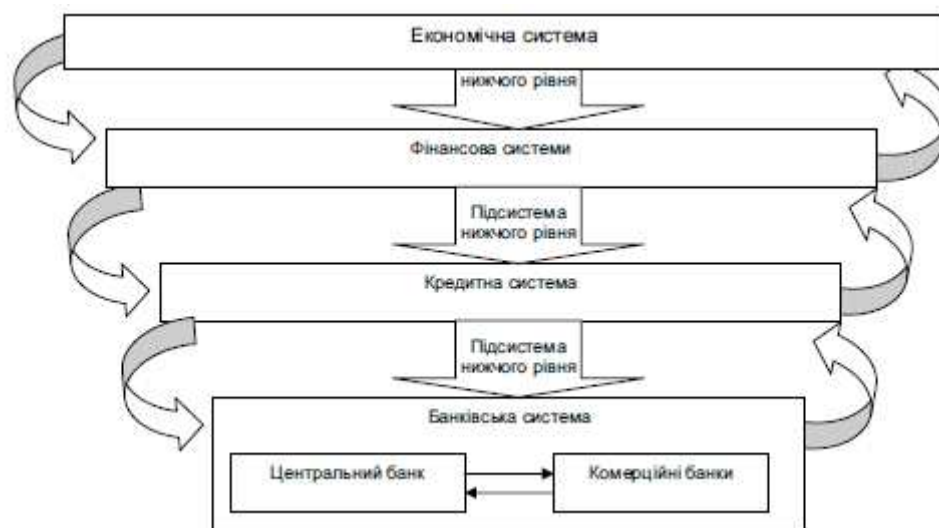 Економічна система
нижчого рівня
Фінансова системи
Підсистема
нижчого рівня
Кредитна система
Підсистема
нижчого рівня
Банківська система
Центральний банк
Комерційні банки